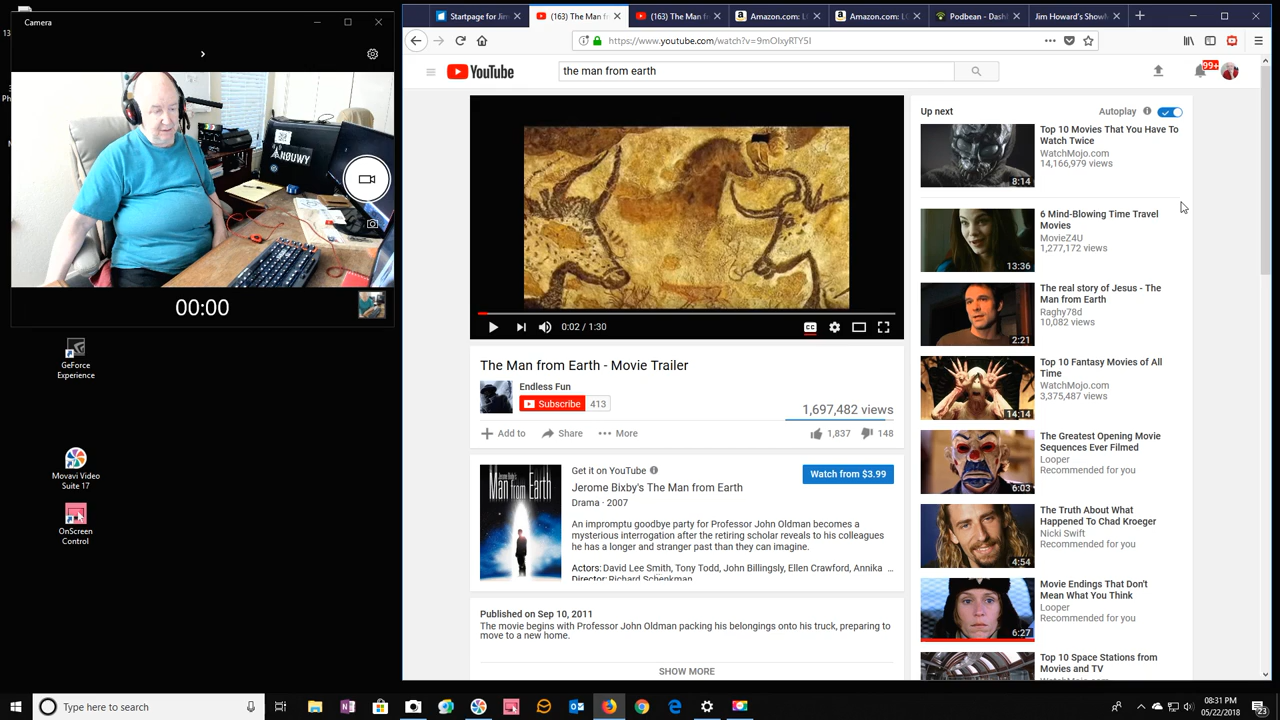 Camera
00:00
GeForce
Experience
Movavi Video
Suite 17
OnScreen
Control
Startpage for Jim
(163) The Man f
(163) The Man f
Amazon.com: L
Amazon.com: L
Podbean - Dash
Jim Howard's Show
https://www.youtube.com/watch?v=9mOIxyRTY5I
YouTube
the man from earth
99+
0:02 / 1:30
CC
The Man from Earth - Movie Trailer
Endless Fun
Subscribe 413
1,697,482 views
Add to Share More
1,837 148
Man from Earth
Get it on YouTube
Watch from $3.99
Jerome Bixby's The Man from Earth
Drama · 2007
An impromptu goodbye party for Professor John Oldman becomes a
mysterious interrogation after the retiring scholar reveals to his colleagues
he has a longer and stranger past than they can imagine.
Actors: David Lee Smith, Tony Todd, John Billingsly, Ellen Crawford, Annika ...
Director: Richard Schenkman
Published on Sep 10, 2011
The movie begins with Professor John Oldman packing his belongings onto his truck, preparing to
move to a new home.
SHOW MORE
Up next
Autoplay
Top 10 Movies That You Have To
Watch Twice
WatchMojo.com
14,166,979 views
8:14
6 Mind-Blowing Time Travel
Movies
MovieZ4U
1,277,172 views
13:36
The real story of Jesus - The
Man from Earth
Raghy78d
10,082 views
2:21
Top 10 Fantasy Movies of All
Time
WatchMojo.com
3,375,487 views
14:14
The Greatest Opening Movie
Sequences Ever Filmed
Looper
Recommended for you
6:03
The Truth About What
Happened To Chad Kroeger
Nicki Swift
Recommended for you
4:54
Movie Endings That Don't
Mean What You Think
Looper
Recommended for you
6:27
Top 10 Space Stations from
Movies and TV
WatchMojo.com
Type here to search
08:31 PM
05/22/2018
23